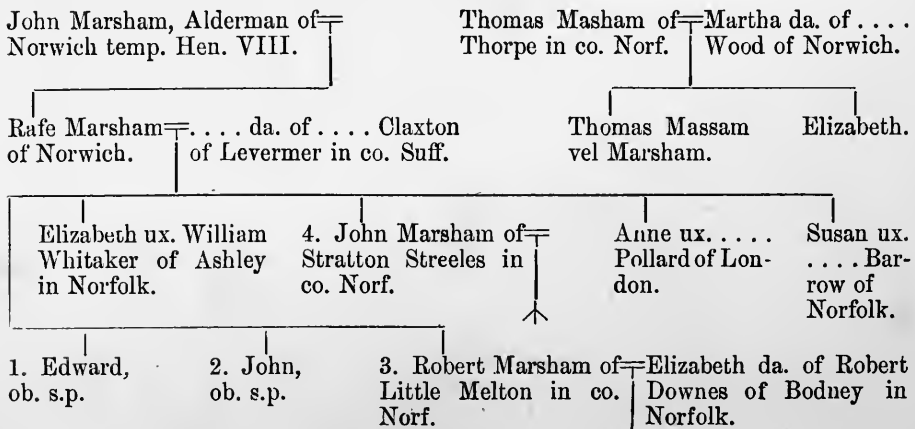 John Marsham, Alderman of
Norwich temp. Hen. VIII.
Thomas Masham of
Thorpe in co. Norf.
Martha da. of . . . .
Wood of Norwich.
Rafe Marsham
of Norwich.
. . . . da. of . . . . Claxton
of Levermer in co. Suff.
Thomas Massam
vel Marsham.
Elizabeth.
Elizabeth ux. William
Whitaker of Ashley
in Norfolk.
4. John Marsham of
Stratton Streeles in
co. Norf.
Anne ux. . . . .
Pollard of Lon-
don.
Susan ux.
. . . . Bar-
row of
Norfolk.
1. Edward,
ob. s.p.
2. John,
ob. s.p.
3. Robert Marsham of
Little Melton in co.
Norf.
Elizabeth da. of Robert
Downes of Bodney in
Norfolk.